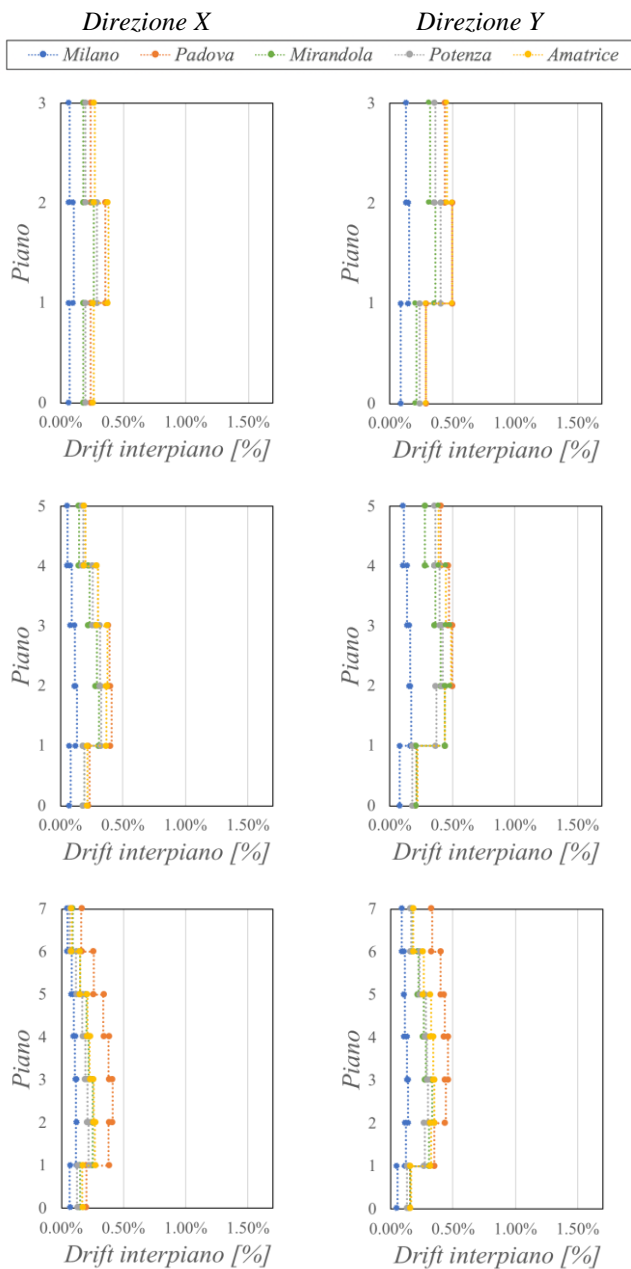 Direzione X Direzione Y
Milano Padova Mirandola Potenza Amatrice
3 3
2 2
Piano Piano
1 1
0 0
0.00% 0.50% 1.00% 1.50% 0.00% 0.50% 1.00% 1.50%
Drift interpiano [%] Drift interpiano [%]
5 5
4 4
3 3
Piano Piano
2 2
1 1
0 0
0.00% 0.50% 1.00% 1.50% 0.00% 0.50% 1.00% 1.50%
Drift interpiano [%] Drift interpiano [%]
7 7
6 6
5 5
4 4
Piano Piano
3 3
2 2
1 1
0 0
0.00% 0.50% 1.00% 1.50% 0.00% 0.50% 1.00% 1.50%
Drift interpiano [%] Drift interpiano [%]